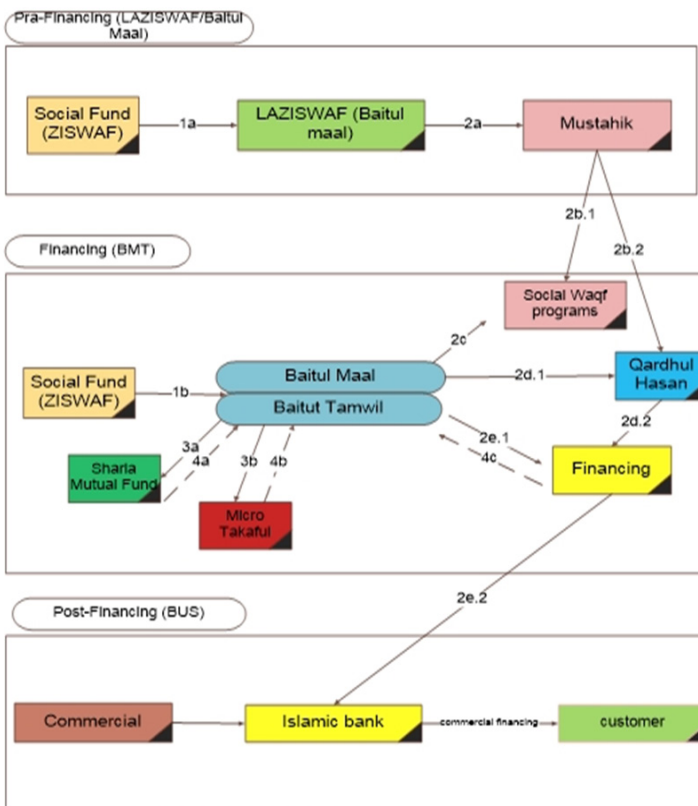 Pra-Financing (LAZISWAF/Baitul
Maal)
Social Fund
(ZISWAF)
1a
LAZISWAF (Baitul
maal)
2a
Mustahik
2b.1
2b.2
Financing (BMT)
Social Waqf
programs
2c
Baitul Maal
2d.1
Qardhul
Hasan
Social Fund
(ZISWAF)
1b
Baitut Tamwil
2d.2
3a
4a
3b
4b
2e.1
4c
Financing
Sharia
Mutual Fund
Micro
Takaful
2e.2
Post-Financing (BUS)
Commercial
Islamic bank
commercial financing
customer